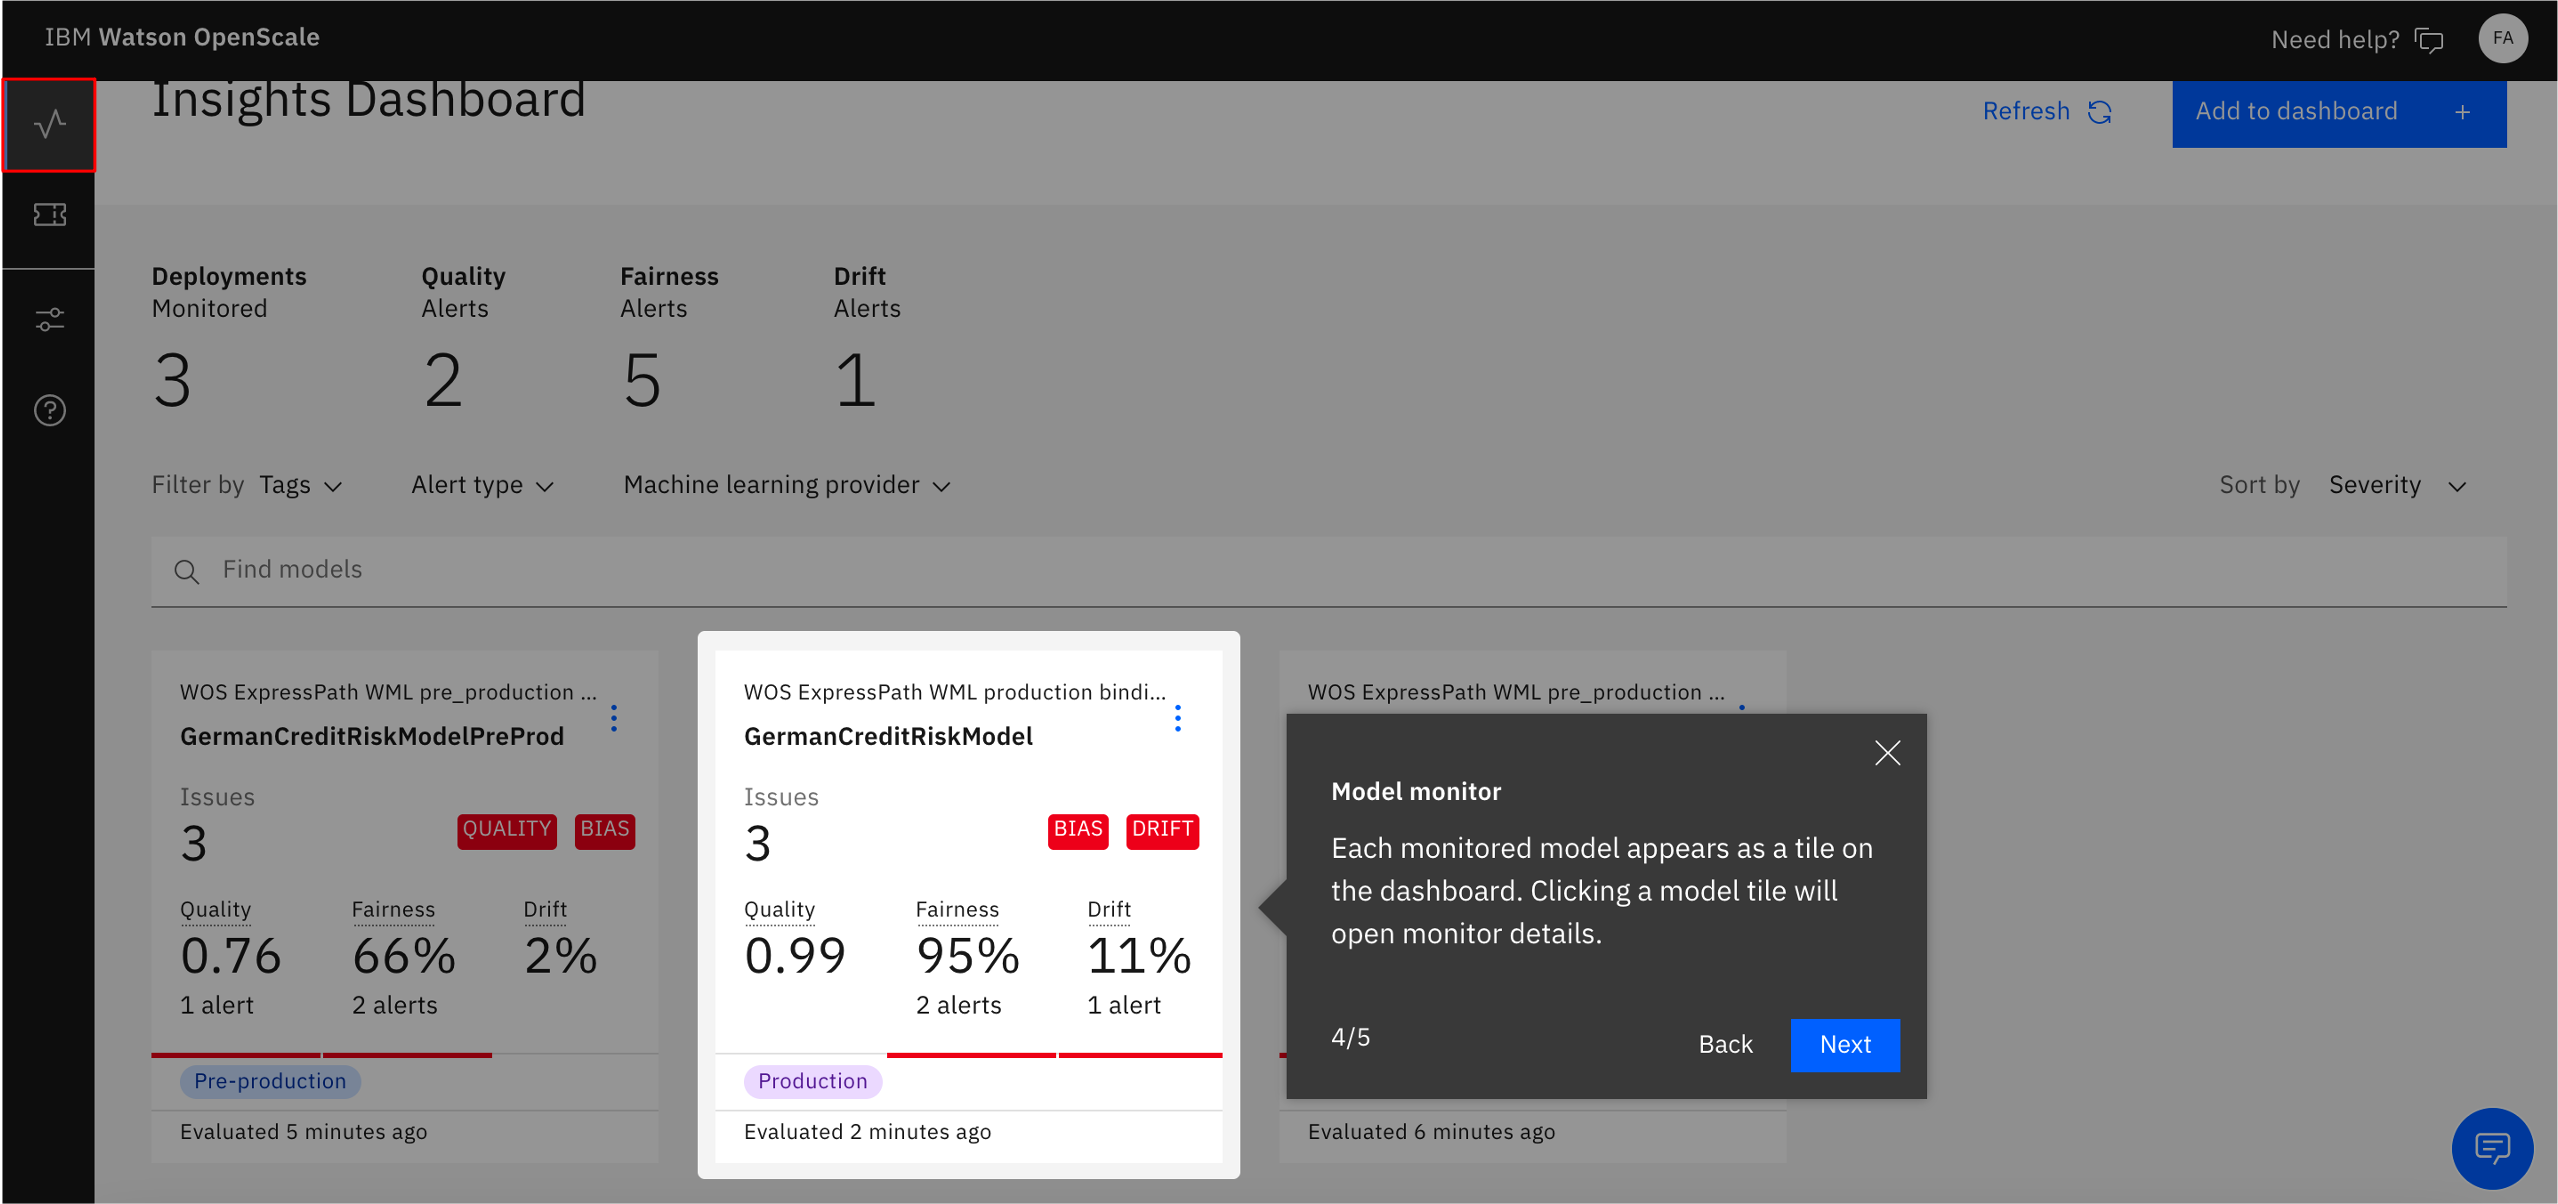 IBM Watson OpenScale
Need help?
FA
Insights Dashboard
Refresh
Add to dashboard +
Deployments
Monitored
3
Quality
Alerts
2
Fairness
Alerts
5
Drift
Alerts
1
Filter by Tags
Alert type
Machine learning provider
Sort by Severity
Find models
WOS ExpressPath WML pre_production ...
GermanCreditRiskModelPreProd
Issues
3
QUALITY BIAS
Quality Fairness Drift
0.76 66% 2%
1 alert 2 alerts
Pre-production
Evaluated 5 minutes ago
WOS ExpressPath WML production bindi...
GermanCreditRiskModel
Issues
3
BIAS DRIFT
Quality Fairness Drift
0.99 95% 11%
2 alerts 1 alert
Production
Evaluated 2 minutes ago
WOS ExpressPath WML pre_production ...
Model monitor
Each monitored model appears as a tile on
the dashboard. Clicking a model tile will
open monitor details.
4/5
Back
Next
Evaluated 6 minutes ago